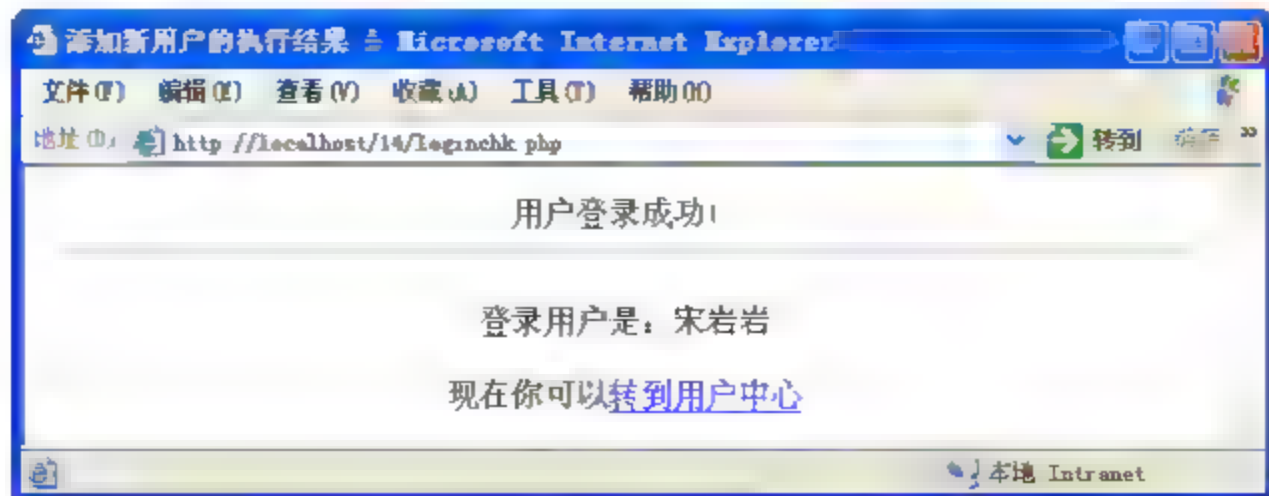 添加新用户的执行结果 - Microsoft Internet Explorer
文件(F) 编辑(E) 查看(V) 收藏(A) 工具(T) 帮助(H)
地址(D) http://localhost/14/loginchk.php 转到 »
用户登录成功!
登录用户是：宋岩岩
现在你可以转到用户中心
本地 Intranet